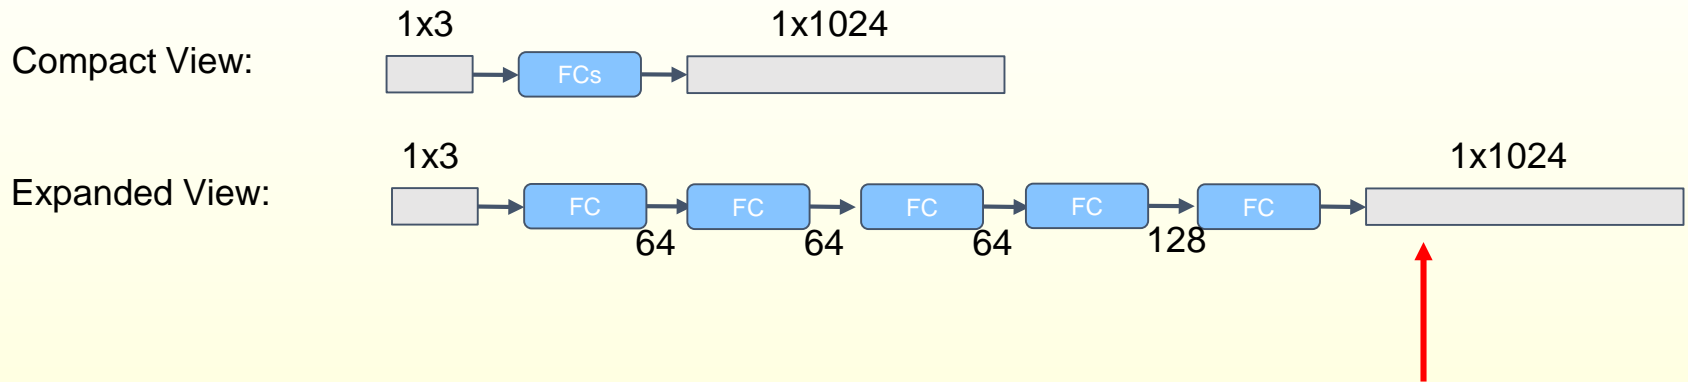 1x3 1x1024
Compact View: FCs
1x3 1x1024
Expanded View: FC FC FC FC FC
64 64 64 128